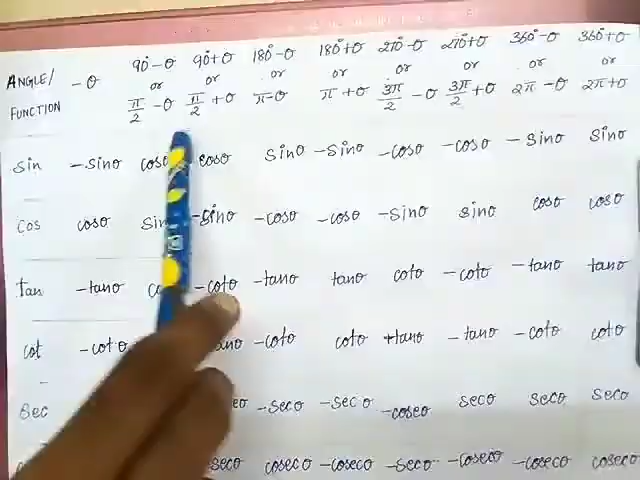 ANGLE/ FUNCTION -θ 90°-θ or π/2 -θ 90°+θ or π/2 +θ 180°-θ or π-θ 180°+θ or π+θ 270°-θ or 3π/2 -θ 270°+θ or 3π/2 +θ 360°-θ or 2π-θ 360°+θ or 2π+θ
sin -sinθ cosθ sinθ -sinθ -cosθ -cosθ -sinθ sinθ
cos cosθ -sinθ -cosθ -cosθ -sinθ sinθ cosθ cosθ
tan -tanθ -cotθ -tanθ tanθ cotθ -cotθ -tanθ tanθ
cot -cotθ -cotθ cotθ +tanθ -tanθ -cotθ cotθ
sec -secθ -secθ -cosecθ secθ secθ secθ
cosecθ -cosecθ -secθ -cosecθ -cosecθ cosecθ